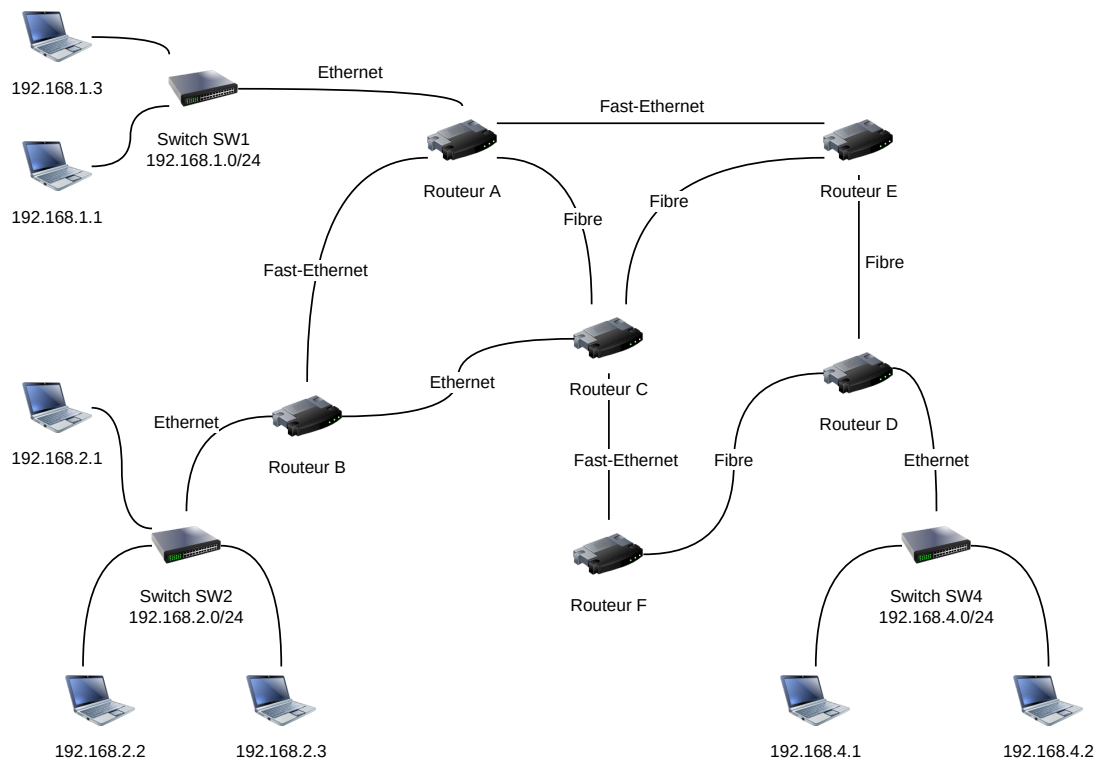 192.168.1.3
Ethernet
Switch SW1
192.168.1.0/24
192.168.1.1
Fast-Ethernet
Routeur A
Routeur E
Fibre
Fibre
Fast-Ethernet
Fibre
Ethernet
Routeur C
Routeur D
192.168.2.1
Ethernet
Routeur B
Fast-Ethernet
Fibre
Ethernet
Switch SW2
192.168.2.0/24
Routeur F
Switch SW4
192.168.4.0/24
192.168.2.2
192.168.2.3
192.168.4.1
192.168.4.2